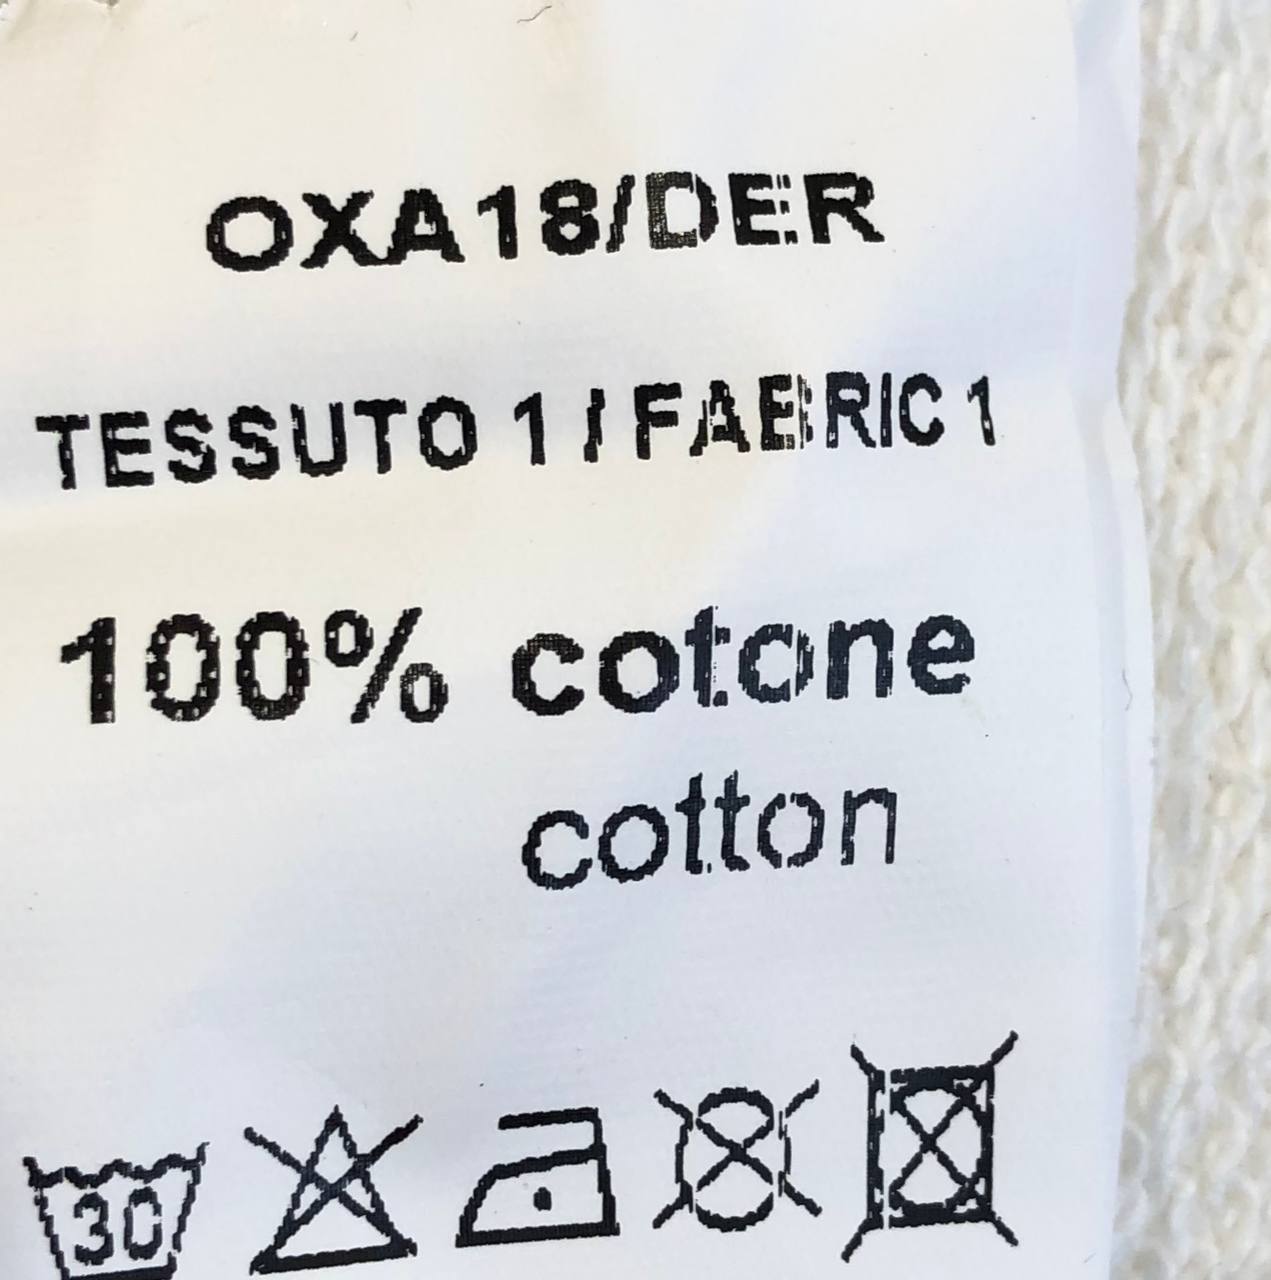 OXA18/DER
TESSUTO 1 / FABRIC 1
100% cotone
cotton
30